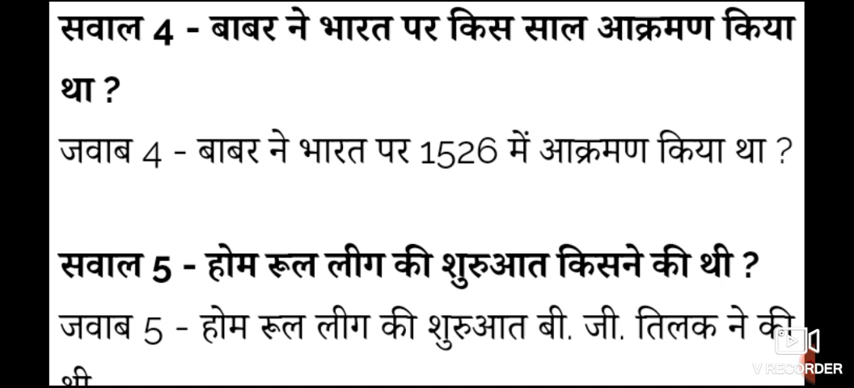 सवाल 4 - बाबर ने भारत पर किस साल आक्रमण किया
था ?
जवाब 4 - बाबर ने भारत पर 1526 में आक्रमण किया था ?
सवाल 5 - होम रूल लीग की शुरुआत किसने की थी ?
जवाब 5 - होम रूल लीग की शुरुआत बी. जी. तिलक ने की
थी
V RECORDER